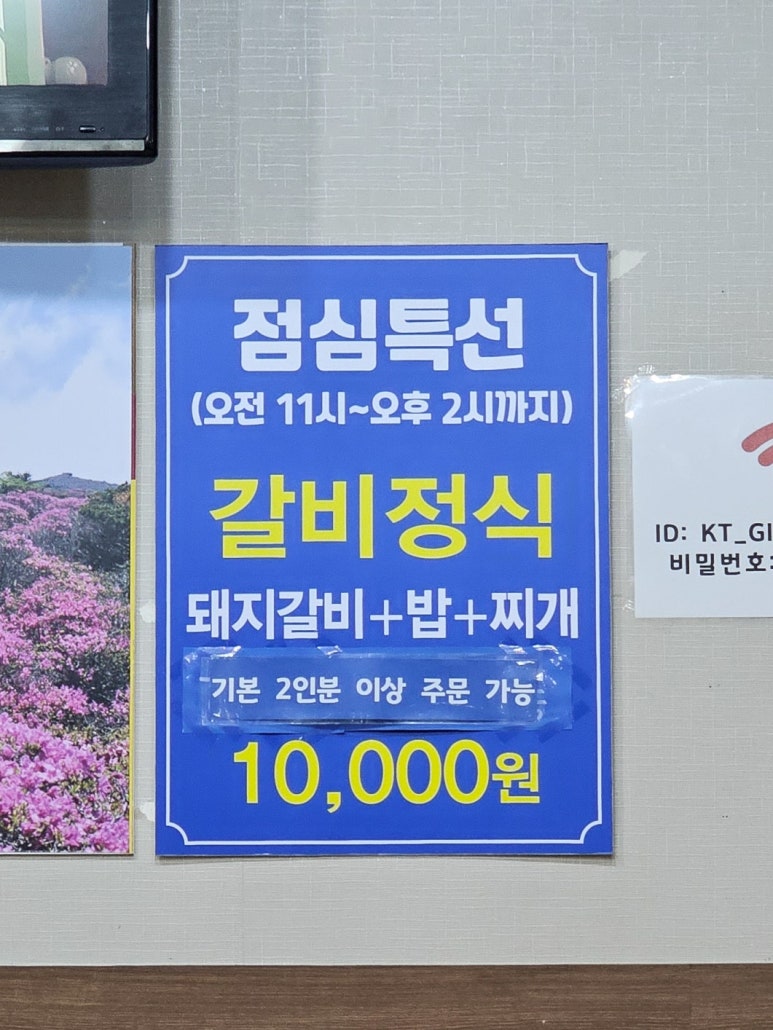 점심특선
(오전 11시~오후 2시까지)
갈비정식
돼지갈비+밥+찌개
기본 2인분 이상 주문 가능
10,000원
ID: KT_GI
비밀번호: